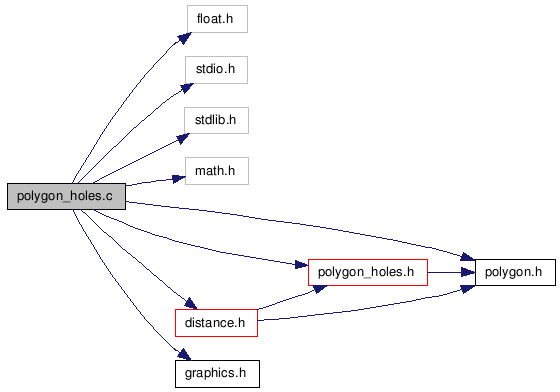 float.h
stdio.h
stdlib.h
math.h
polygon_holes.c
polygon_holes.h
polygon.h
distance.h
graphics.h